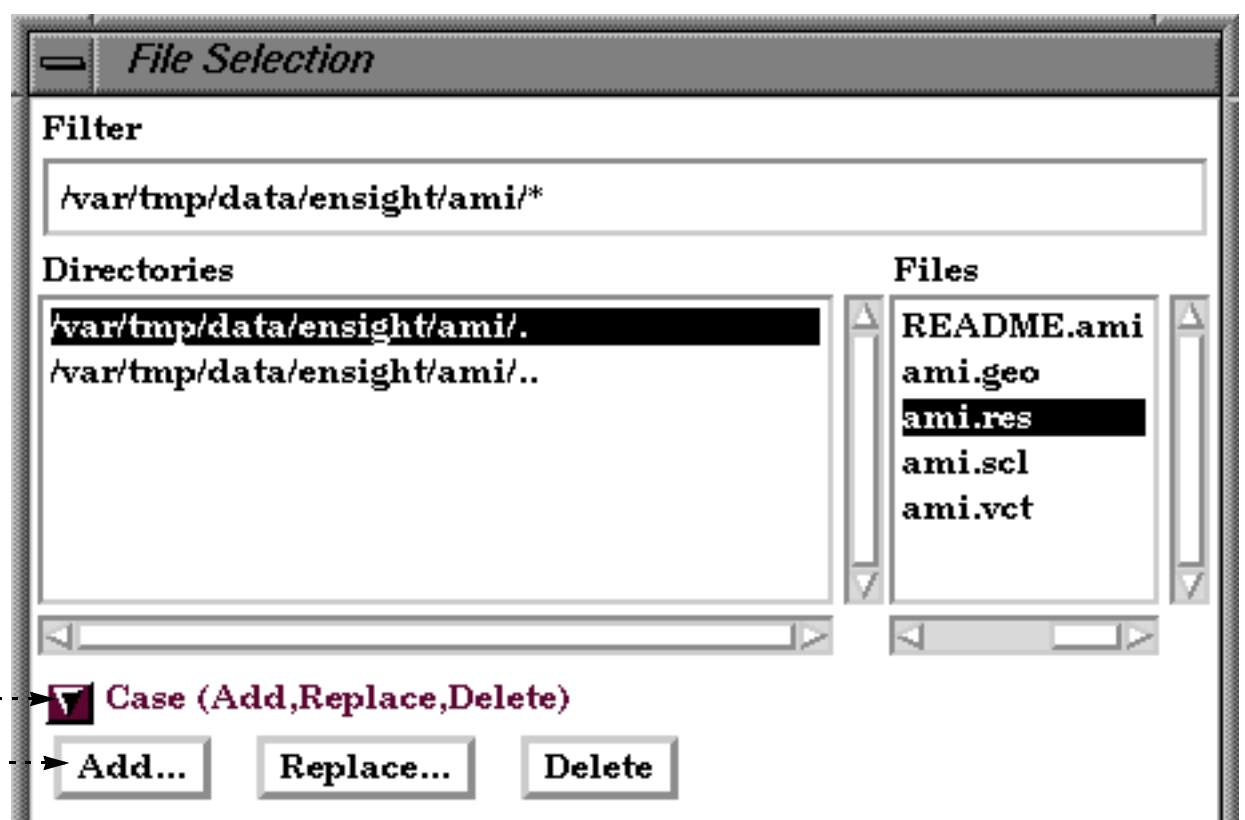 File Selection
Filter
/var/tmp/data/ensight/ami/*
Directories
/var/tmp/data/ensight/ami/.
/var/tmp/data/ensight/ami/..
Files
README.ami
ami.geo
ami.res
ami.scl
ami.vct
Case (Add,Replace,Delete)
Add... Replace... Delete